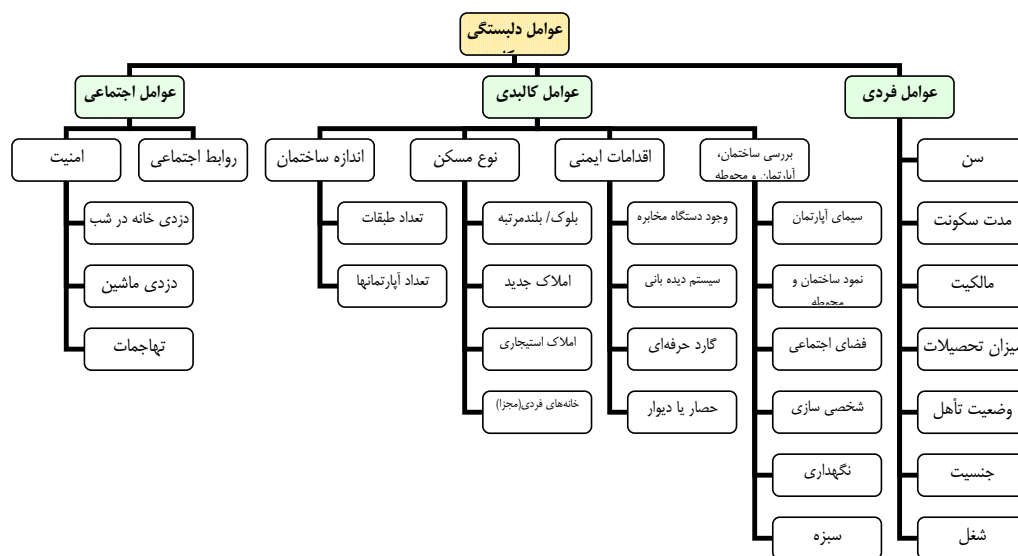 عوامل دلبستگی
عوامل فردی
عوامل کالبدی
عوامل اجتماعی
سن
مدت سکونت
مالکیت
میزان تحصیلات
وضعیت تأهل
جنسیت
شغل
بررسی ساختمان،
آپارتمان و محوطه
سیمای آپارتمان
نمود ساختمان و
محوطه
فضای اجتماعی
شخصی سازی
نگهداری
سبزه
اقدامات ایمنی
وجود دستگاه مخابره
سیستم دیده بانی
گارد حرفه‌ای
حصار یا دیوار
نوع مسکن
بلوک/ بلندمرتبه
املاک جدید
املاک استیجاری
خانه‌های فردی(مجزا)
اندازه ساختمان
تعداد طبقات
تعداد آپارتمانها
روابط اجتماعی
امنیت
دزدی خانه در شب
دزدی ماشین
تهاجمات